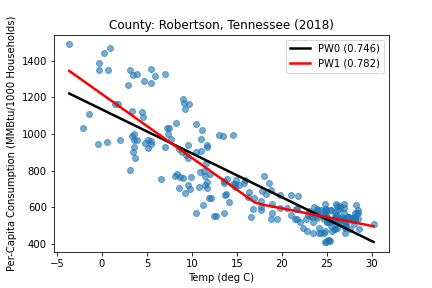 County: Robertson, Tennessee (2018)
Per-Capita Consumption (MMBtu/1000 Households)
1400
1200
1000
800
600
400
PW0 (0.746)
PW1 (0.782)
−5 0 5 10 15 20 25 30
Temp (deg C)